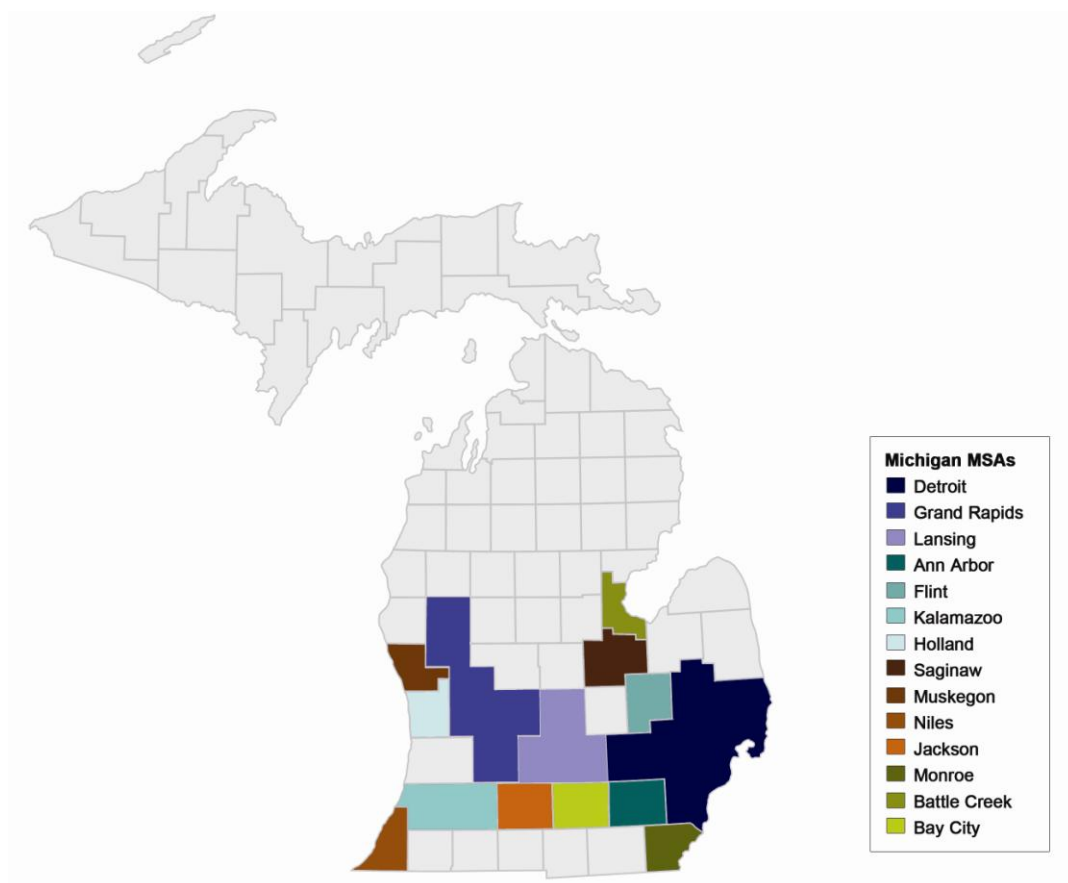 Michigan MSAs
Detroit
Grand Rapids
Lansing
Ann Arbor
Flint
Kalamazoo
Holland
Saginaw
Muskegon
Niles
Jackson
Monroe
Battle Creek
Bay City